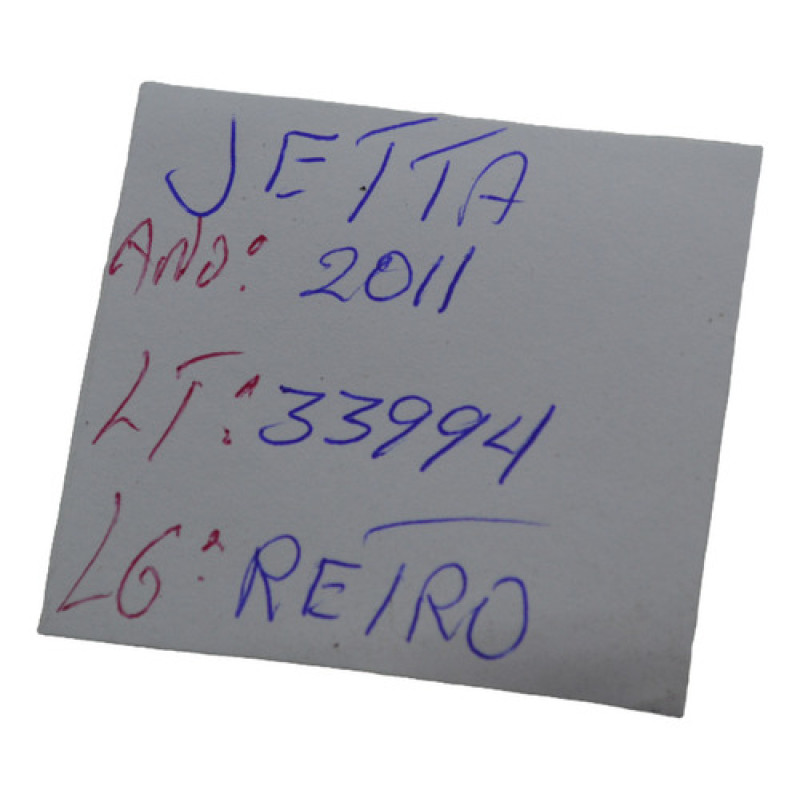 JETTA
ANO: 2011
LT: 33994
LG: RETRO